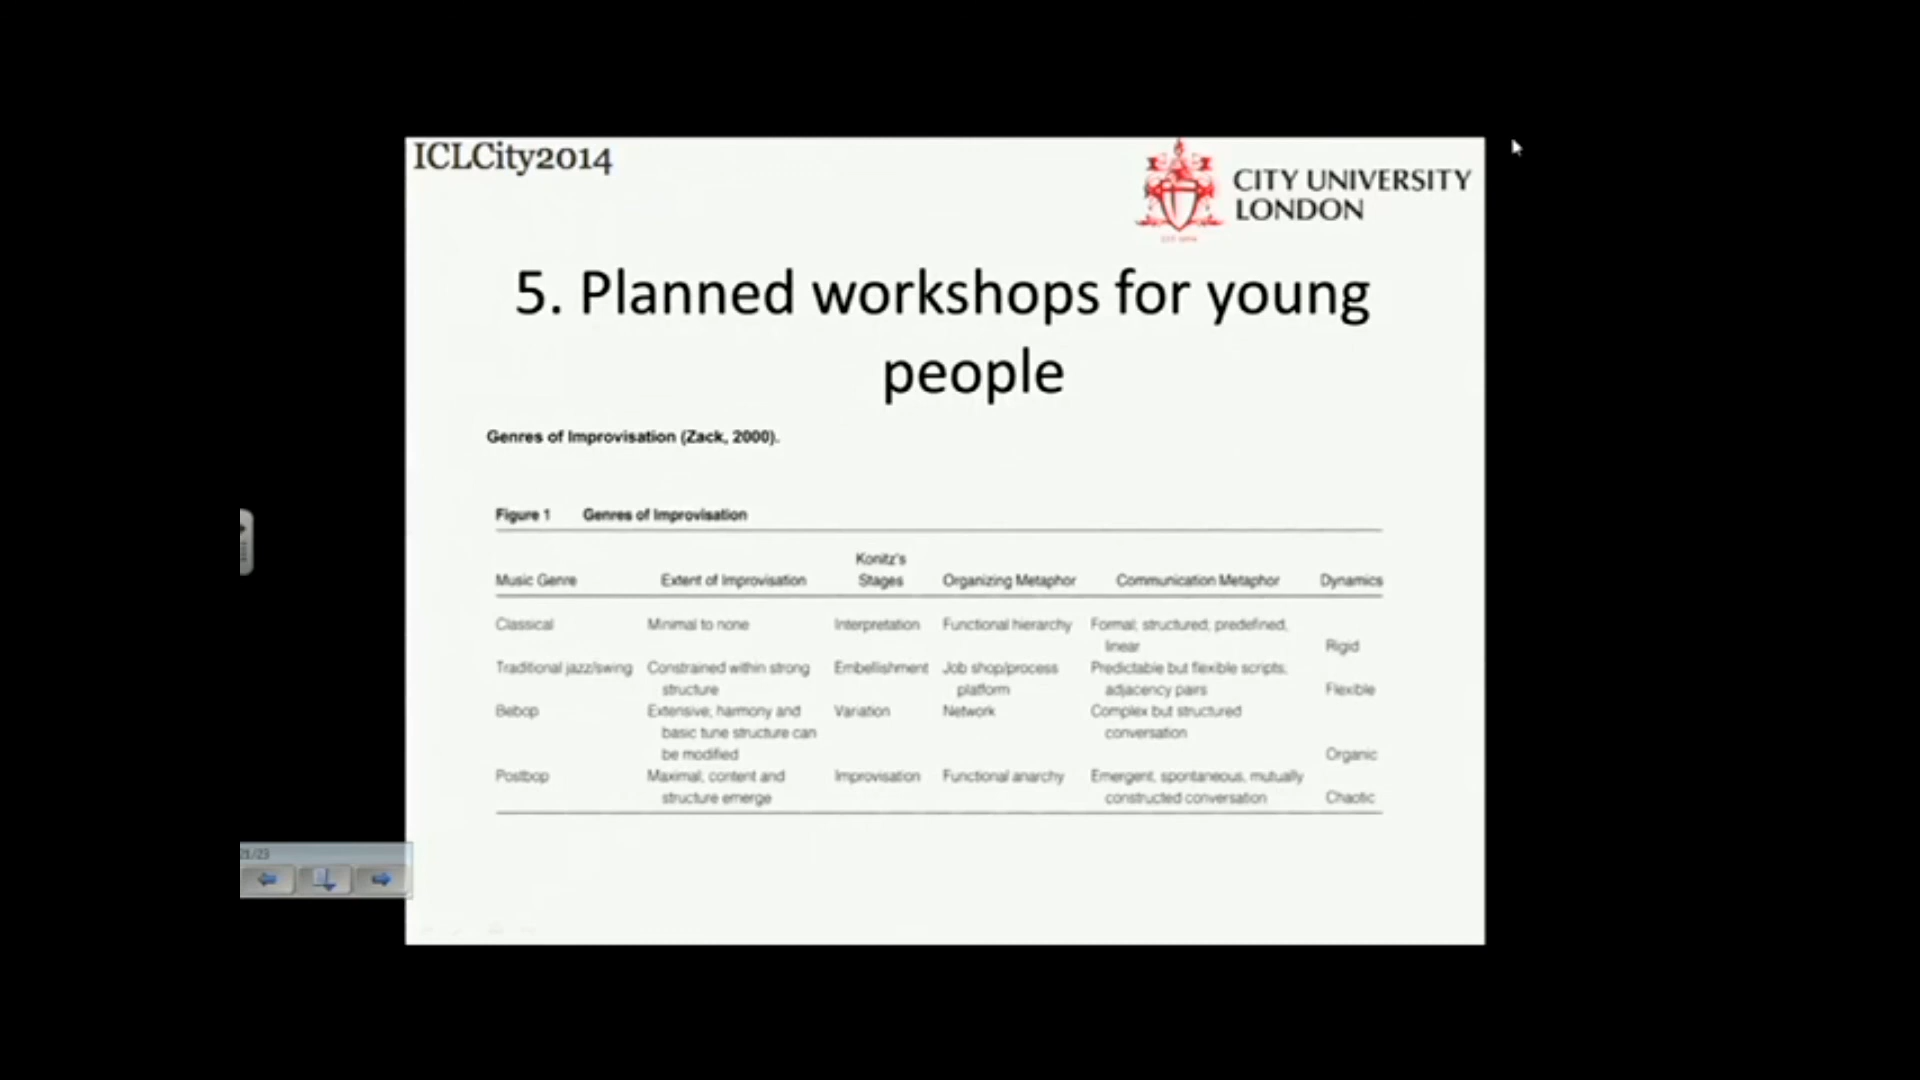 ICLCity2014
CITY UNIVERSITY
LONDON
5. Planned workshops for young
people
Genres of Improvisation (Zack, 2000).
Figure 1 Genres of Improvisation
Konitz's
Music Genre Extent of Improvisation Stages Organizing Metaphor Communication Metaphor Dynamics
Classical Minimal to none Interpretation Functional hierarchy Formal; structured, predefined,
linear Rigid
Traditional jazz/swing Constrained within strong Embellishment Job shop/process Predictable but flexible scripts;
structure platform adjacency pairs Flexible
Bebop Extensive; harmony and Variation Network Complex but structured
basic tune structure can conversation
be modified Organic
Postbop Maximal, content and Improvisation Functional anarchy Emergent, spontaneous, mutually
structure emerge constructed conversation Chaotic
21/23